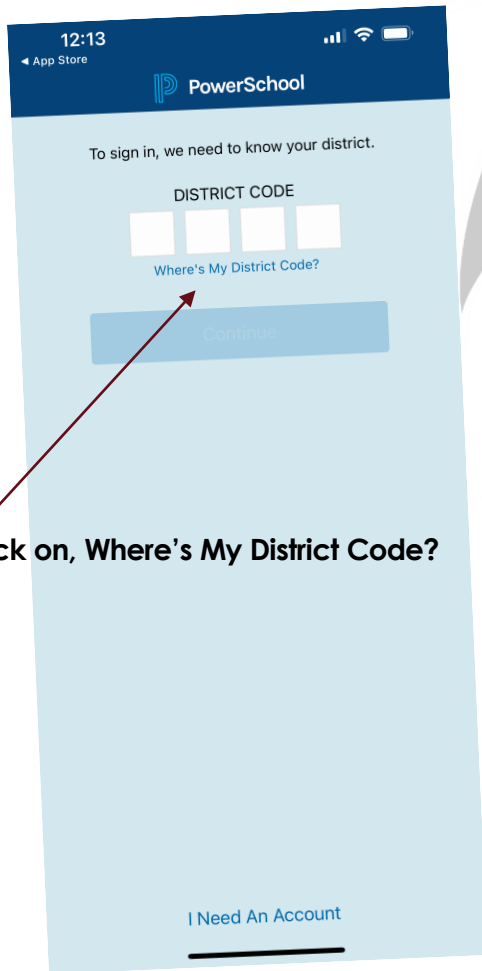 12:13
◀ App Store
PowerSchool
To sign in, we need to know your district.
DISTRICT CODE
Where's My District Code?
Continue
ck on, Where’s My District Code?
I Need An Account